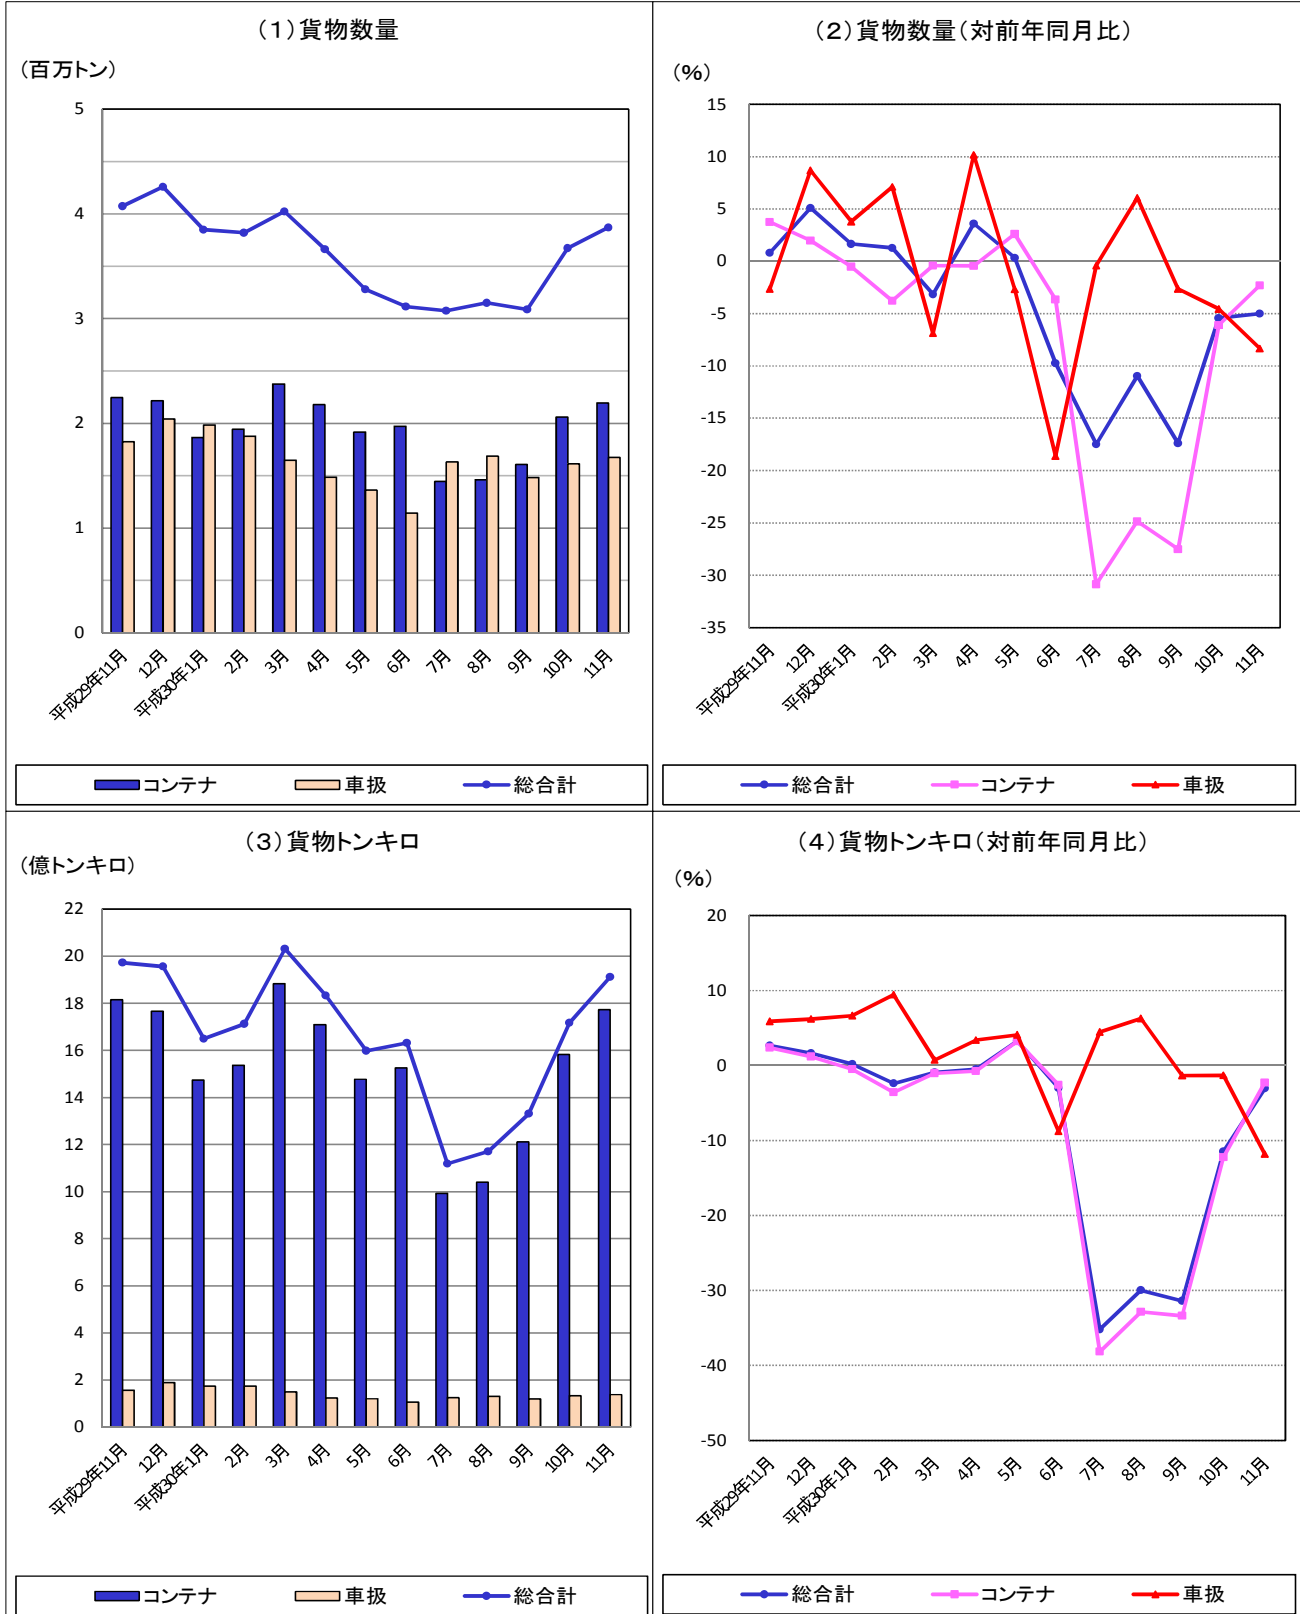 (1)貨物数量
(百万トン)
5
4
3
2
1
0
平成29年11月 12月 平成30年1月 2月 3月 4月 5月 6月 7月 8月 9月 10月 11月
コンテナ 車扱 総合計
(2)貨物数量(対前年同月比)
(%)
15
10
5
0
-5
-10
-15
-20
-25
-30
-35
平成29年11月 12月 平成30年1月 2月 3月 4月 5月 6月 7月 8月 9月 10月 11月
総合計 コンテナ 車扱
(3)貨物トンキロ
(億トンキロ)
22
20
18
16
14
12
10
8
6
4
2
0
平成29年11月 12月 平成30年1月 2月 3月 4月 5月 6月 7月 8月 9月 10月 11月
コンテナ 車扱 総合計
(4)貨物トンキロ(対前年同月比)
(%)
20
10
0
-10
-20
-30
-40
-50
平成29年11月 12月 平成30年1月 2月 3月 4月 5月 6月 7月 8月 9月 10月 11月
総合計 コンテナ 車扱